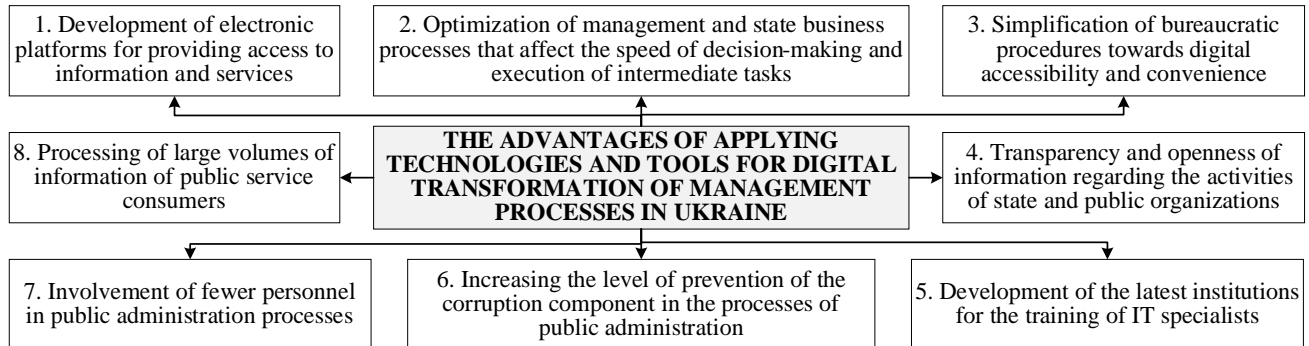 1. Development of electronic
platforms for providing access to
information and services
2. Optimization of management and state business
processes that affect the speed of decision-making and
execution of intermediate tasks
3. Simplification of bureaucratic
procedures towards digital
accessibility and convenience
8. Processing of large volumes of
information of public service
consumers
THE ADVANTAGES OF APPLYING
TECHNOLOGIES AND TOOLS FOR DIGITAL
TRANSFORMATION OF MANAGEMENT
PROCESSES IN UKRAINE
4. Transparency and openness of
information regarding the activities
of state and public organizations
7. Involvement of fewer personnel
in public administration processes
6. Increasing the level of prevention of the
corruption component in the processes of
public administration
5. Development of the latest institutions
for the training of IT specialists